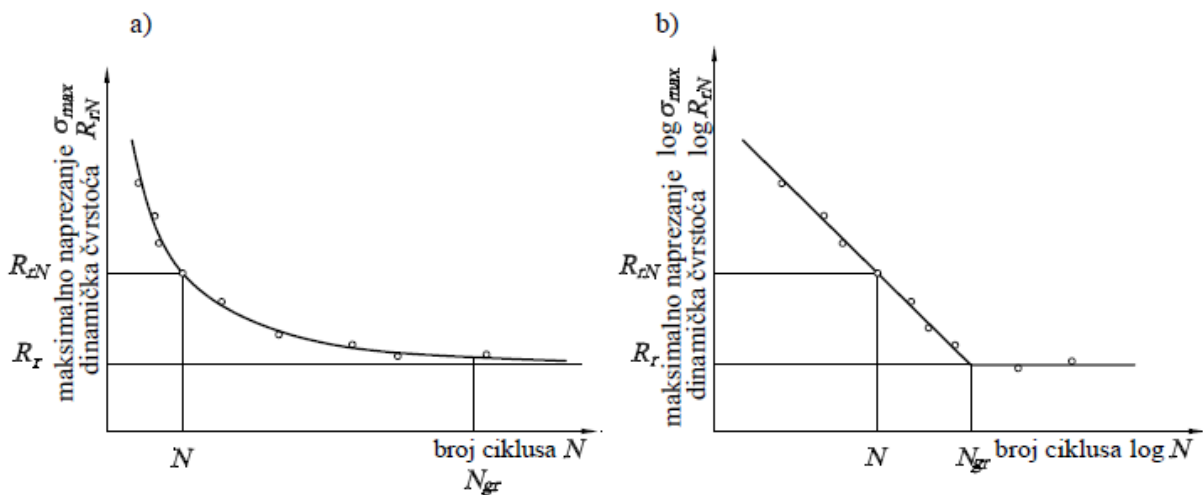 a)
maksimalno naprezanje σmax
dinamička čvrstoća RrN
RrN
Rr
N
broj ciklusa N
Ngr
b)
maksimalno naprezanje log σmax
dinamička čvrstoća log RrN
RrN
Rr
N
Ngr
broj ciklusa log N